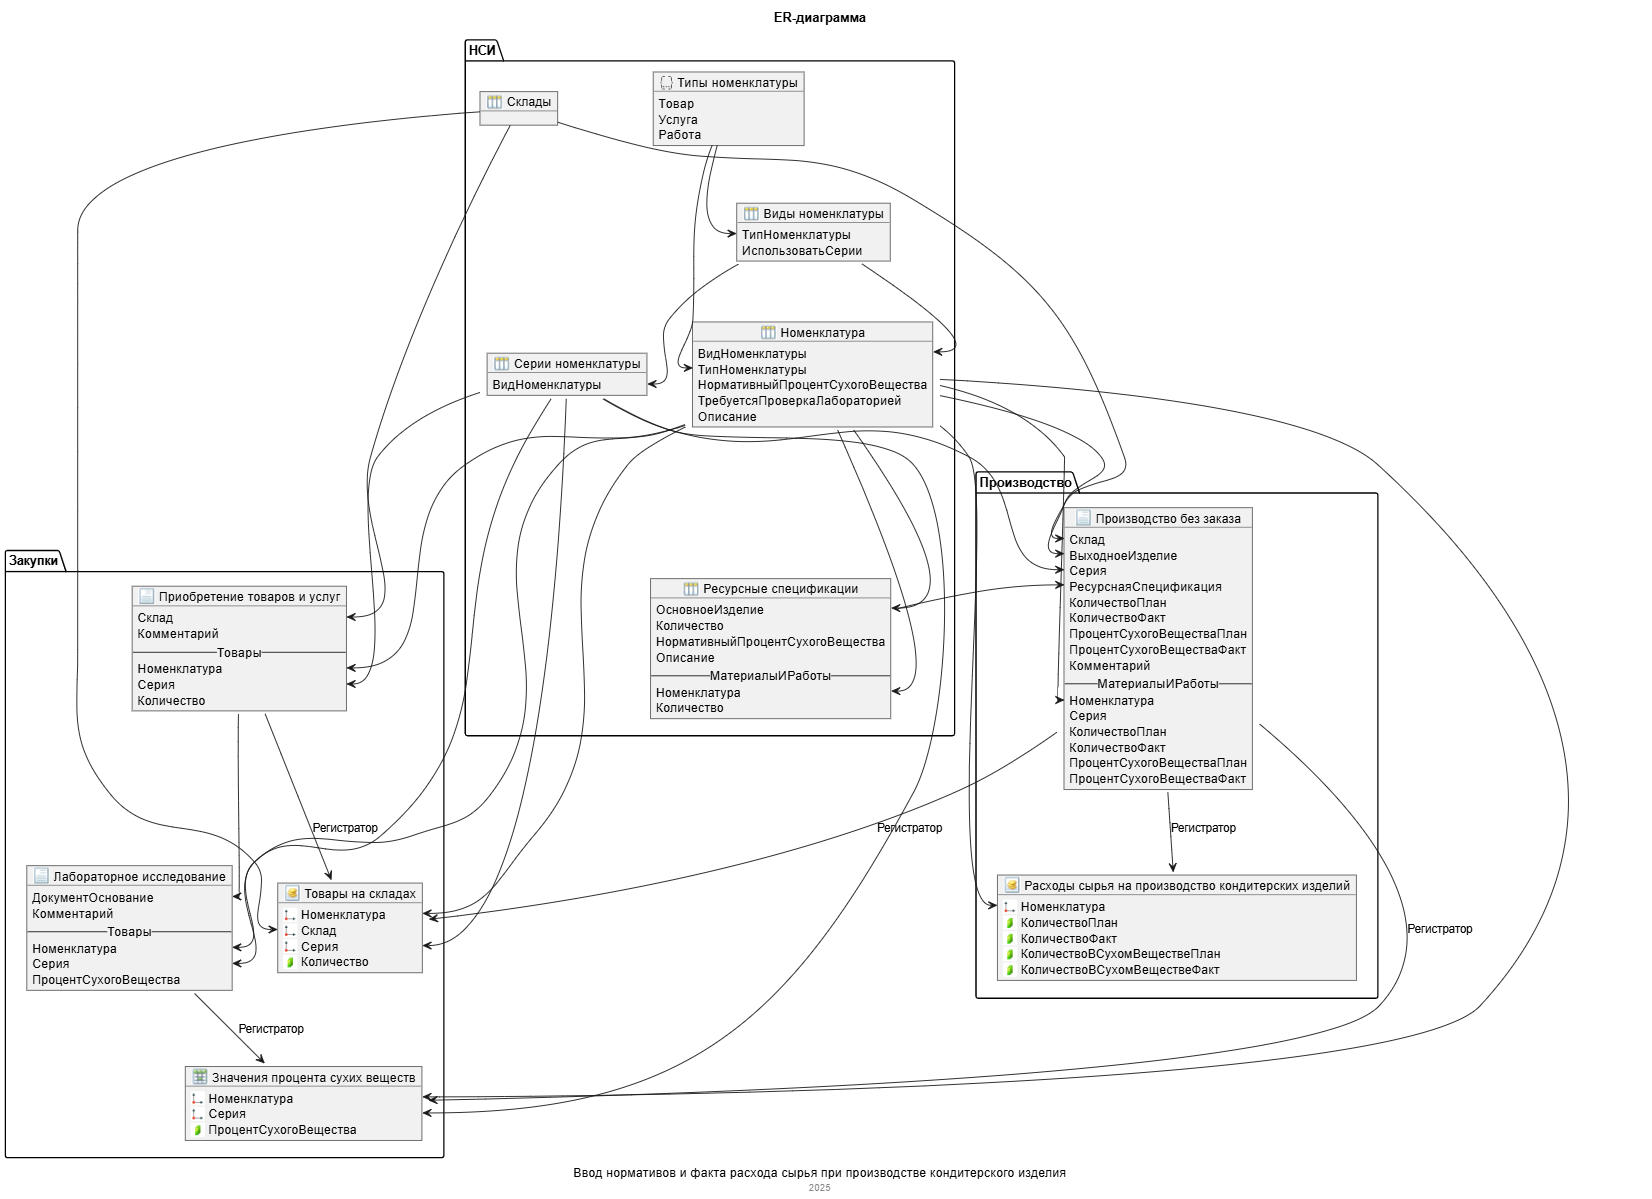 ER-диаграмма
НСИ
Склады
Типы номенклатуры
Товар
Услуга
Работа
Виды номенклатуры
ТипНоменклатуры
ИспользоватьСерии
Серии номенклатуры
ВидНоменклатуры
Номенклатура
ВидНоменклатуры
ТипНоменклатуры
НормативныйПроцентСухогоВещества
ТребуетсяПроверкаЛабораторией
Описание
Ресурсные спецификации
ОсновноеИзделие
Количество
НормативныйПроцентСухогоВещества
Описание
МатериалыИРаботы
Номенклатура
Количество
Производство
Производство без заказа
Склад
ВыходноеИзделие
Серия
РесурснаяСпецификация
КоличествоПлан
КоличествоФакт
ПроцентСухогоВеществаПлан
ПроцентСухогоВеществаФакт
Комментарий
МатериалыИРаботы
Номенклатура
Серия
КоличествоПлан
КоличествоФакт
ПроцентСухогоВеществаПлан
ПроцентСухогоВеществаФакт
Регистратор
Регистратор
Регистратор
Расходы сырья на производство кондитерских изделий
Номенклатура
КоличествоПлан
КоличествоФакт
КоличествоВСухомВеществеПлан
КоличествоВСухомВеществеФакт
Закупки
Приобретение товаров и услуг
Склад
Комментарий
Товары
Номенклатура
Серия
Количество
Регистратор
Лабораторное исследование
ДокументОснование
Комментарий
Товары
Номенклатура
Серия
ПроцентСухогоВещества
Товары на складах
Номенклатура
Склад
Серия
Количество
Регистратор
Значения процента сухих веществ
Номенклатура
Серия
ПроцентСухогоВещества
Ввод нормативов и факта расхода сырья при производстве кондитерского изделия
2025